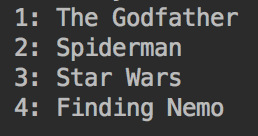 1: The Godfather
2: Spiderman
3: Star Wars
4: Finding Nemo